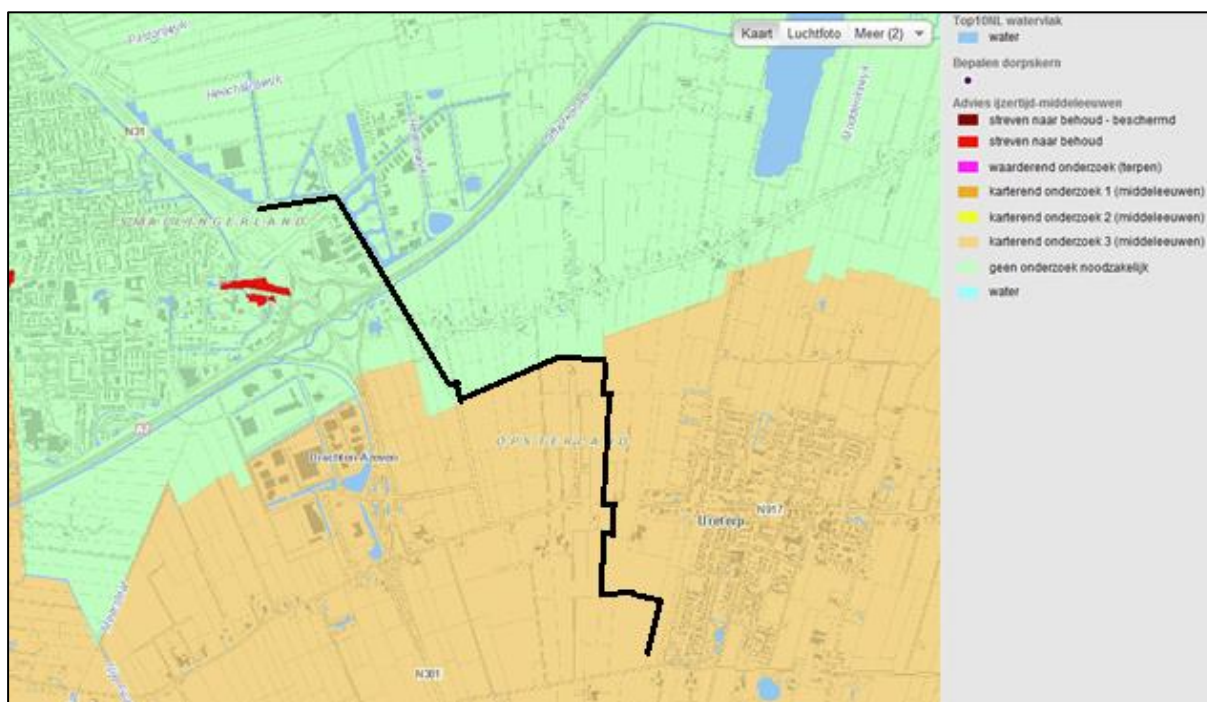 Kaart Luchtfoto Meer (2)
N31
SMALLINGERLAND
A7
OPSTERLAND
Drachten-Azeven
Ureterp
N917
N381
Top10NL watervlak
water
Bepalen dorpskern
Advies ijzertijd-middeleeuwen
streven naar behoud - beschermd
streven naar behoud
waarderend onderzoek (terpen)
karterend onderzoek 1 (middeleeuwen)
karterend onderzoek 2 (middeleeuwen)
karterend onderzoek 3 (middeleeuwen)
geen onderzoek noodzakelijk
water